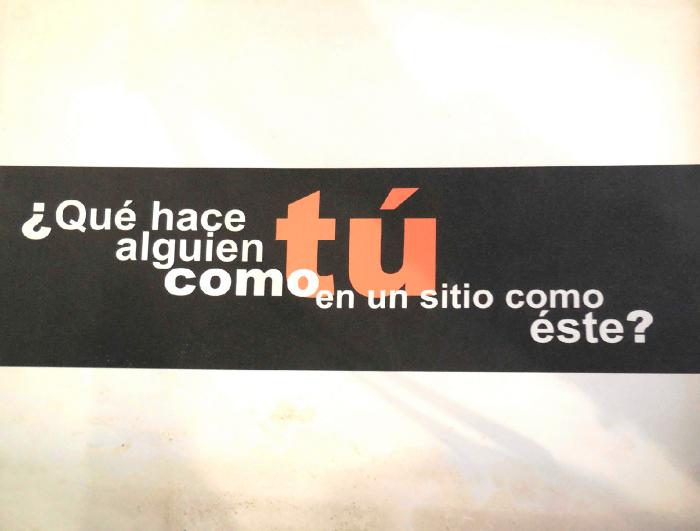 ¿Qué hace
alguien
como tú
en un sitio como
éste?